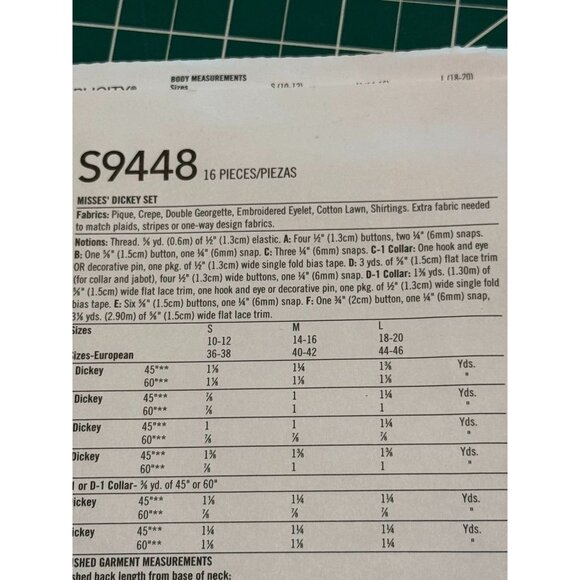 BODY MEASUREMENTS
Sizes S (10-12) L (18-20)
S9448 16 PIECES/PIEZAS
MISSES' DICKEY SET
Fabrics: Pique, Crepe, Double Georgette, Embroidered Eyelet, Cotton Lawn, Shirtings. Extra fabric needed
to match plaids, stripes or one-way design fabrics.
Notions: Thread. ⅝ yd. (0.6m) of ½" (1.3cm) elastic. A: Four ½" (1.3cm) buttons, two ¼" (6mm) snaps.
B: One ⅝" (1.5cm) button, one ¼" (6mm) snap. C: Three ¼" (6mm) snaps. C-1 Collar: One hook and eye
OR decorative pin, one pkg. of ½" (1.3cm) wide single fold bias tape. D: 3 yds. of ⅝" (1.5cm) flat lace trim
(for collar and jabot), four ½" (1.3cm) wide buttons, one ¼" (6mm) snap. D-1 Collar: 1⅜ yds. (1.30m) of
⅝" (1.5cm) wide flat lace trim, one hook and eye or decorative pin, one pkg. of ½" (1.3cm) wide single fold
bias tape. E: Six ⅝" (1.5cm) buttons, one ¼" (6mm) snap. F: One ¾" (2cm) button, one ¼" (6mm) snap,
3⅛ yds. (2.90m) of ⅝" (1.5cm) wide flat lace trim.
Sizes S M L
10-12 14-16 18-20
Sizes-European 36-38 40-42 44-46
Dickey 45"** Yds.
60"** "
Dickey 45"** ⅞ 1 1¼ Yds.
60"** ⅞ 1 1 "
Dickey 45"** 1 1 1¼ Yds.
60"** ⅞ ⅞ ⅞ "
Dickey 45"** 1⅜ 1⅜ 1⅜ Yds.
60"** ⅞ 1 1 "
or D-1 Collar- ⅜ yd. of 45" or 60"
Dickey 45"** 1¼ 1¼ Yds.
60"** ⅞ ⅞ ⅞ "
Dickey 45"** 1¼ 1¼ 1¼ Yds.
60"** 1⅛ 1⅛ 1¼ "
SHED GARMENT MEASUREMENTS
shed back length from base of neck: